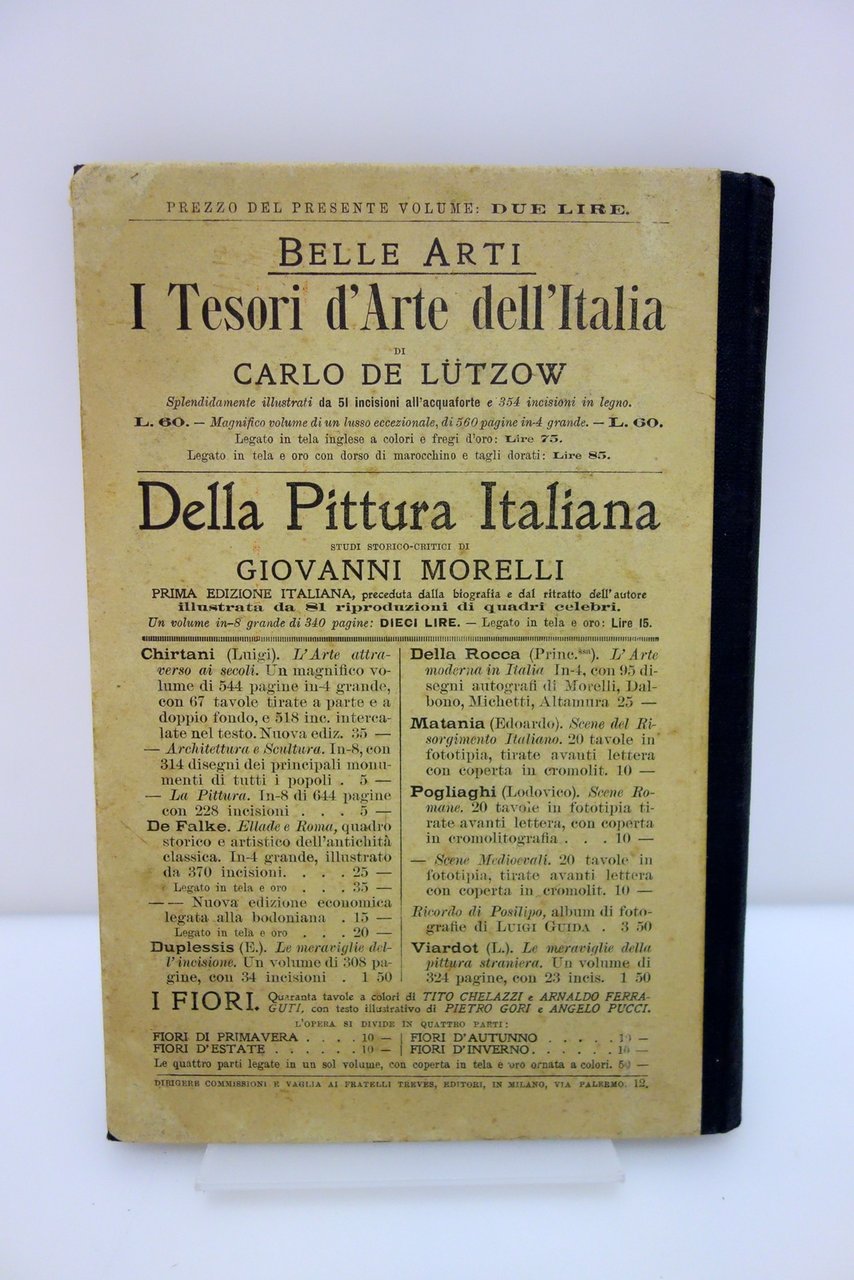 PREZZO DEL PRESENTE VOLUME: DUE LIRE.
BELLE ARTI
I Tesori d'Arte dell'Italia
DI
CARLO DE LÜTZOW
Splendidamente illustrati da 51 incisioni all'acquaforte e 354 incisioni in legno.
L. 60. — Magnifico volume di un lusso eccezionale, di 560 pagine in-4 grande. — L. 60.
Legato in tela inglese a colori e fregi d'oro: Lire 75.
Legato in tela e oro con dorso di marocchino e tagli dorati: Lire 85.
Della Pittura Italiana
STUDI STORICO-CRITICI DI
GIOVANNI MORELLI
PRIMA EDIZIONE ITALIANA, preceduta dalla biografia e dal ritratto dell'autore
illustrata da 81 riproduzioni di quadri celebri.
Un volume in-8 grande di 340 pagine: DIECI LIRE. — Legato in tela e oro: Lire 15.
Chirtani (Luigi). L'Arte attra-
verso ai secoli. Un magnifico vo-
lume di 544 pagine in-4 grande,
con 67 tavole tirate a parte e a
doppio fondo, e 518 inc. interca-
late nel testo. Nuova ediz. 35 —
— Architettura e Scultura. In-8, con
314 disegni dei principali monu-
menti di tutti i popoli . 5 —
— La Pittura. In-8 di 644 pagine
con 228 incisioni . . . 5 —
De Falke. Ellade e Roma, quadro
storico e artistico dell'antichità
classica. In-4 grande, illustrato
da 370 incisioni. . . . 25 —
Legato in tela e oro . . . 35 —
—— Nuova edizione economica
legata alla bodoniana . 15 —
Legato in tela e oro . . . 20 —
Duplessis (E.). Le meraviglie del-
l'incisione. Un volume di 308 pa-
gine, con 34 incisioni . 1 50
Della Rocca (Princ.ssa). L'Arte
moderna in Italia In-4, con 95 di-
segni autografi di Morelli, Dal-
bono, Michetti, Altamura 25 —
Matania (Edoardo). Scene del Ri-
sorgimento Italiano. 20 tavole in
fototipia, tirate avanti lettera
con coperta in cromolit. 10 —
Pogliaghi (Lodovico). Scene Ro-
mane. 20 tavole in fototipia ti-
rate avanti lettera, con coperta
in cromolitografia . . . 10 —
— Scene Medioevali. 20 tavole in
fototipia, tirate avanti lettera
con coperta in cromolit. 10 —
Ricordo di Posilipo, album di foto-
grafie di LUIGI GUIDA . 3 50
Viardot (L.). Le meraviglie della
pittura straniera. Un volume di
324 pagine, con 23 incis. 1 50
I FIORI. Quaranta tavole a colori di TITO CHELAZZI e ARNALDO FERRA-
GUTI, con testo illustrativo di PIETRO GORI e ANGELO PUCCI.
L'OPERA SI DIVIDE IN QUATTRO PARTI:
FIORI DI PRIMAVERA . . . . 10 — | FIORI D'AUTUNNO . . . . . 10 —
FIORI D'ESTATE . . . . . . 10 — | FIORI D'INVERNO. . . . . . 10 —
Le quattro parti legate in un sol volume, con coperta in tela e oro ornata a colori. 50 —
DIRIGERE COMMISSIONI E VAGLIA AI FRATELLI TREVES, EDITORI, IN MILANO, VIA PALERMO, 12.